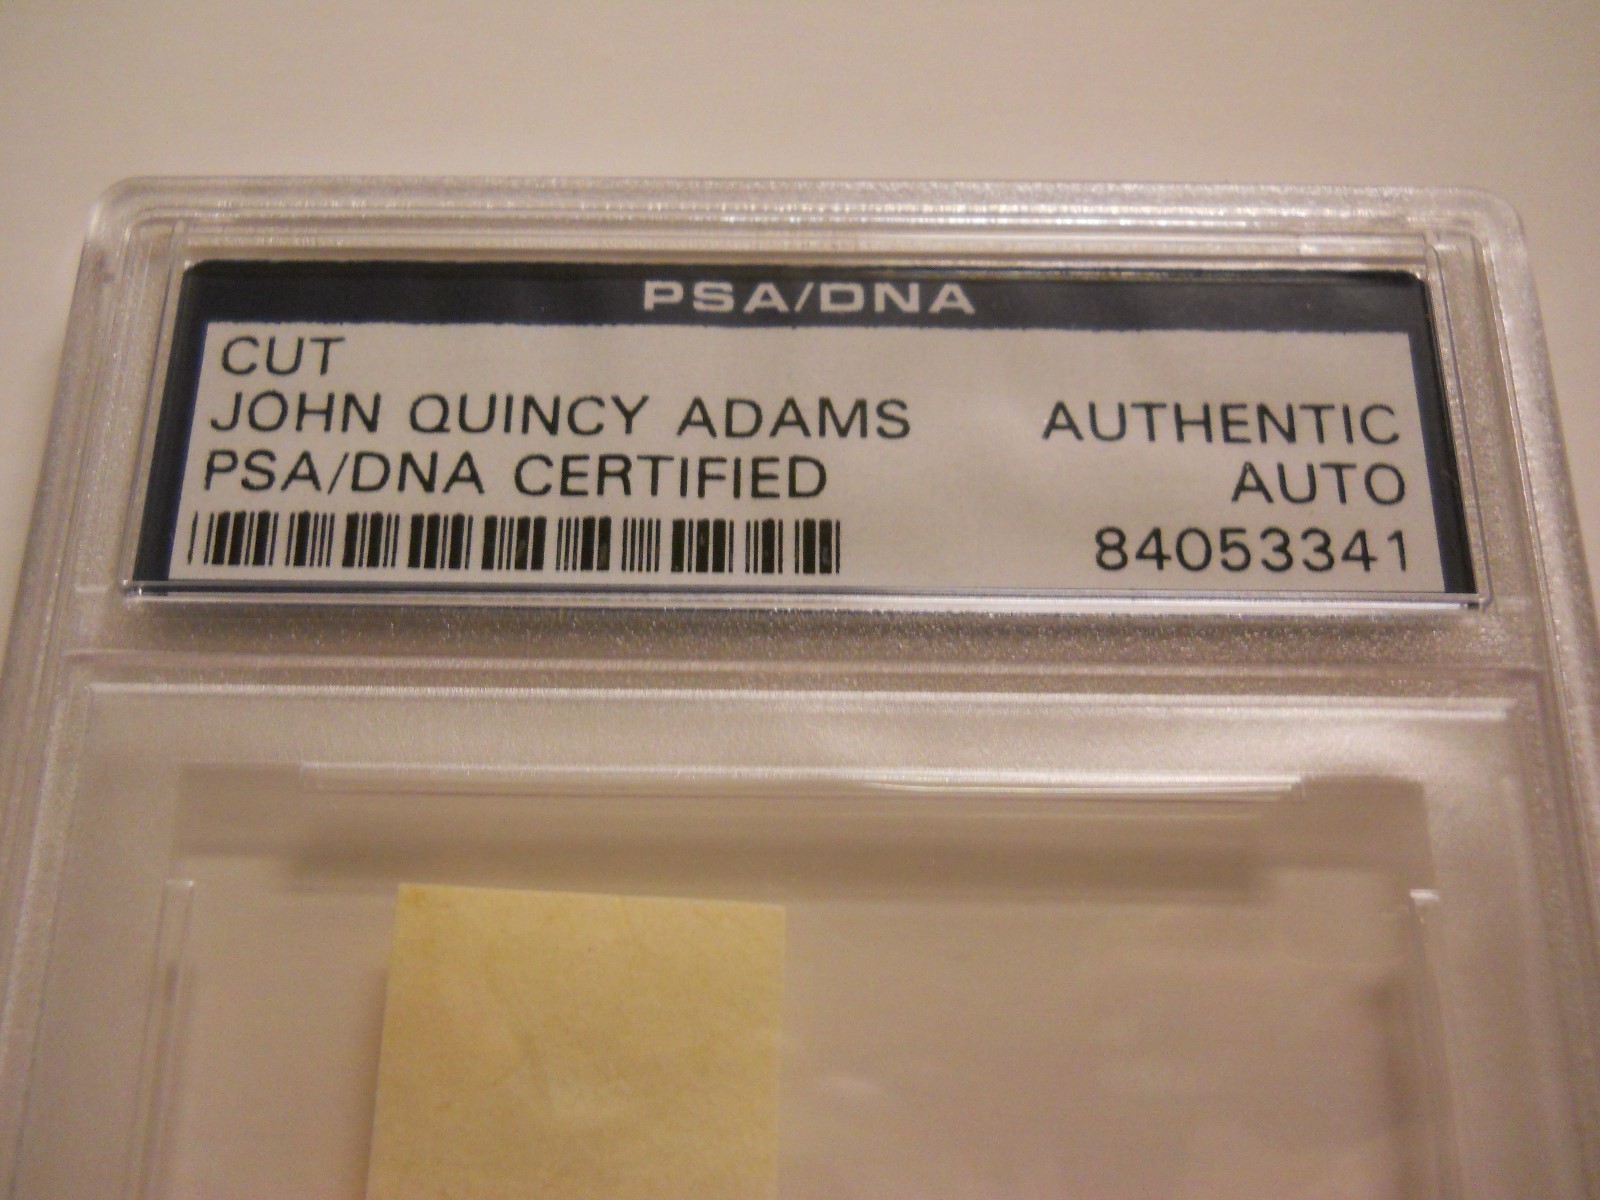 PSA/DNA
CUT
JOHN QUINCY ADAMS AUTHENTIC
PSA/DNA CERTIFIED AUTO
84053341